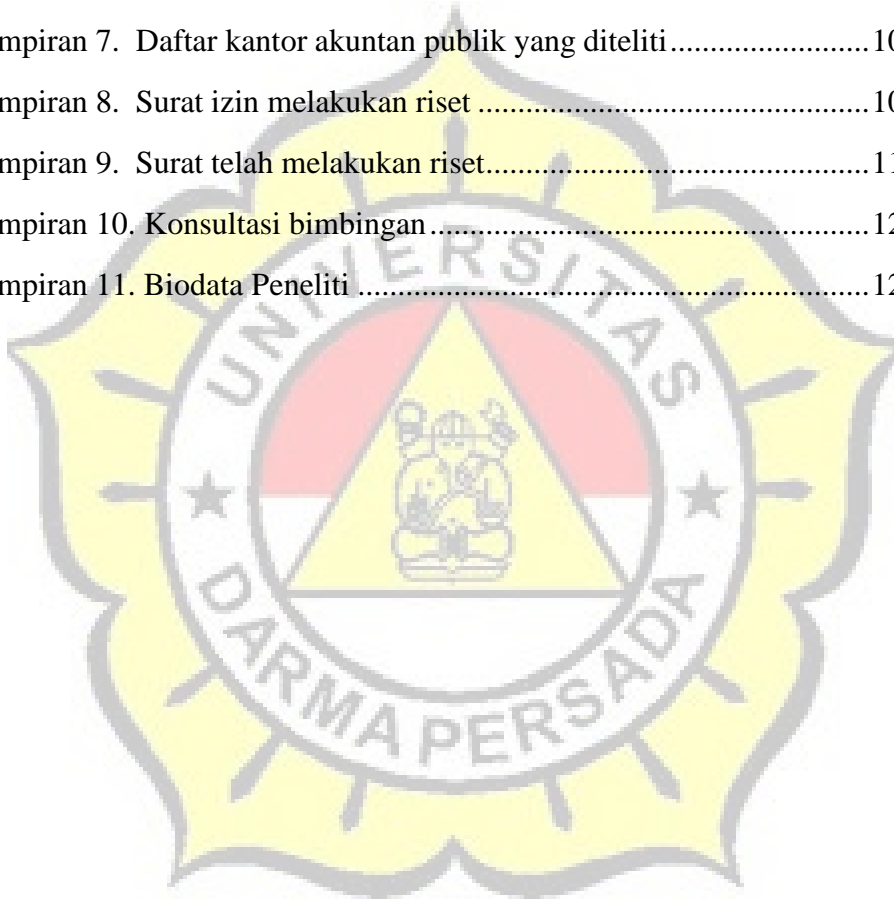 mpiran 7.  Daftar kantor akuntan publik yang diteliti.........................10
mpiran 8.  Surat izin melakukan riset ..................................................10
mpiran 9.  Surat telah melakukan riset.................................................11
mpiran 10. Konsultasi bimbingan........................................................12
mpiran 11. Biodata Peneliti .................................................................12
UNIVERSITAS
DARMA PERSADA